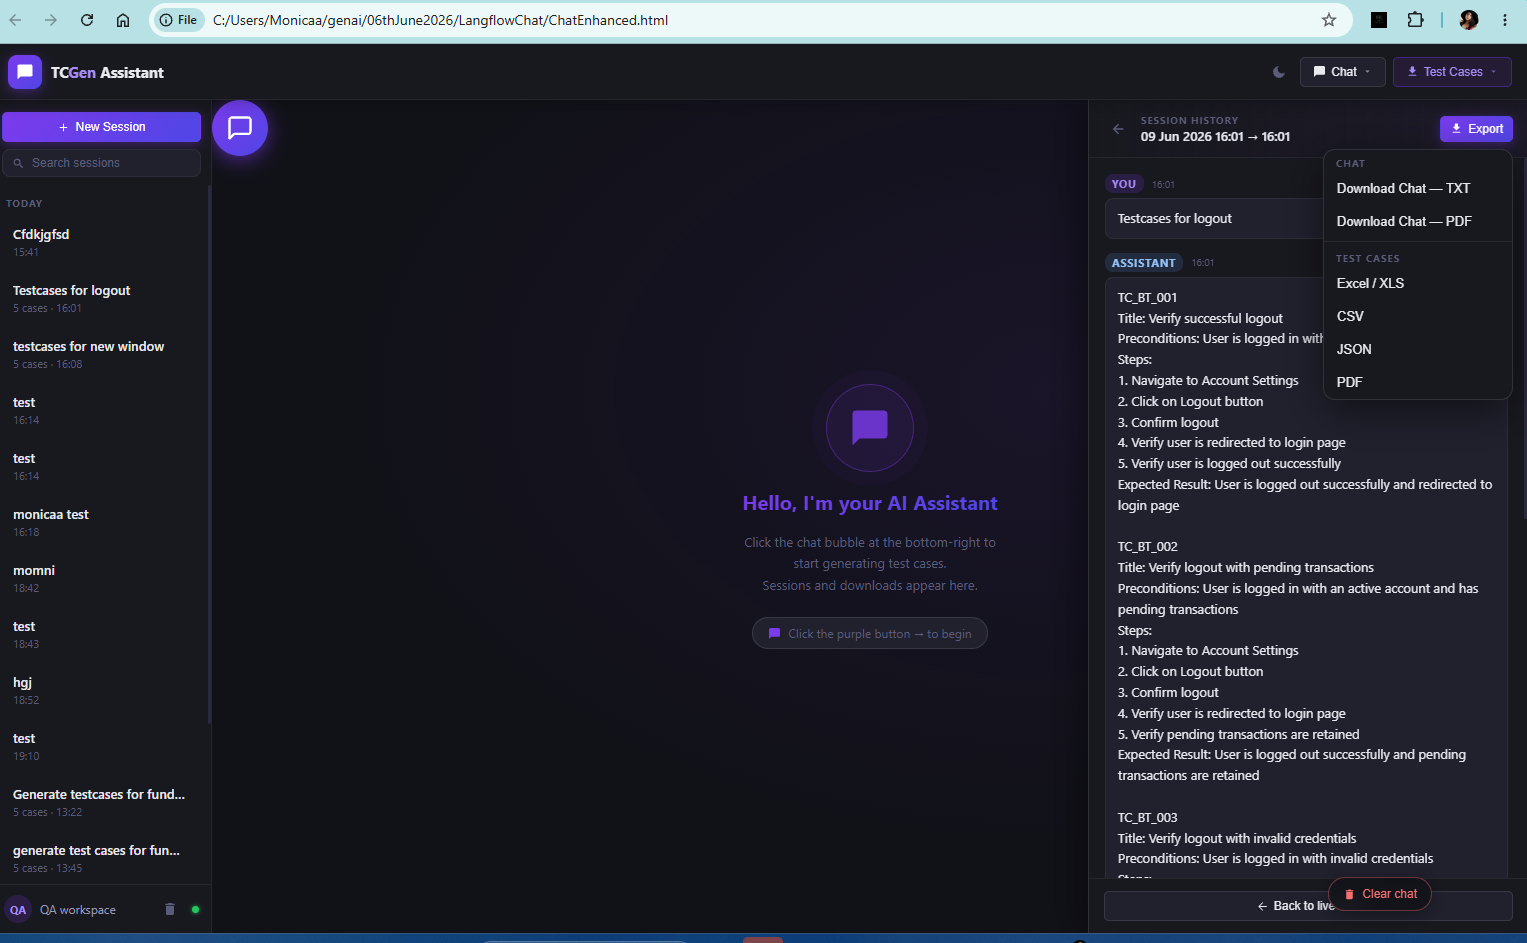 File
C:/Users/Monicaa/genai/06thJune2026/LangflowChat/ChatEnhanced.html
TCGen Assistant
Chat
Test Cases
+ New Session
Search sessions
TODAY
Cfdkjgfsd
15:41
Testcases for logout
5 cases · 16:01
testcases for new window
5 cases · 16:08
test
16:14
test
16:14
monicaa test
16:18
momni
18:42
test
18:43
hgj
18:52
test
19:10
Generate testcases for fund...
5 cases · 13:22
generate test cases for fun...
5 cases · 13:45
QA
QA workspace
Hello, I'm your AI Assistant
Click the chat bubble at the bottom-right to
start generating test cases.
Sessions and downloads appear here.
Click the purple button → to begin
←
SESSION HISTORY
09 Jun 2026 16:01 → 16:01
Export
CHAT
Download Chat — TXT
Download Chat — PDF
TEST CASES
Excel / XLS
CSV
JSON
PDF
YOU 16:01
Testcases for logout
ASSISTANT 16:01
TC_BT_001
Title: Verify successful logout
Preconditions: User is logged in with
Steps:
1. Navigate to Account Settings
2. Click on Logout button
3. Confirm logout
4. Verify user is redirected to login page
5. Verify user is logged out successfully
Expected Result: User is logged out successfully and redirected to
login page
TC_BT_002
Title: Verify logout with pending transactions
Preconditions: User is logged in with an active account and has
pending transactions
Steps:
1. Navigate to Account Settings
2. Click on Logout button
3. Confirm logout
4. Verify user is redirected to login page
5. Verify pending transactions are retained
Expected Result: User is logged out successfully and pending
transactions are retained
TC_BT_003
Title: Verify logout with invalid credentials
Preconditions: User is logged in with invalid credentials
← Back to live
Clear chat